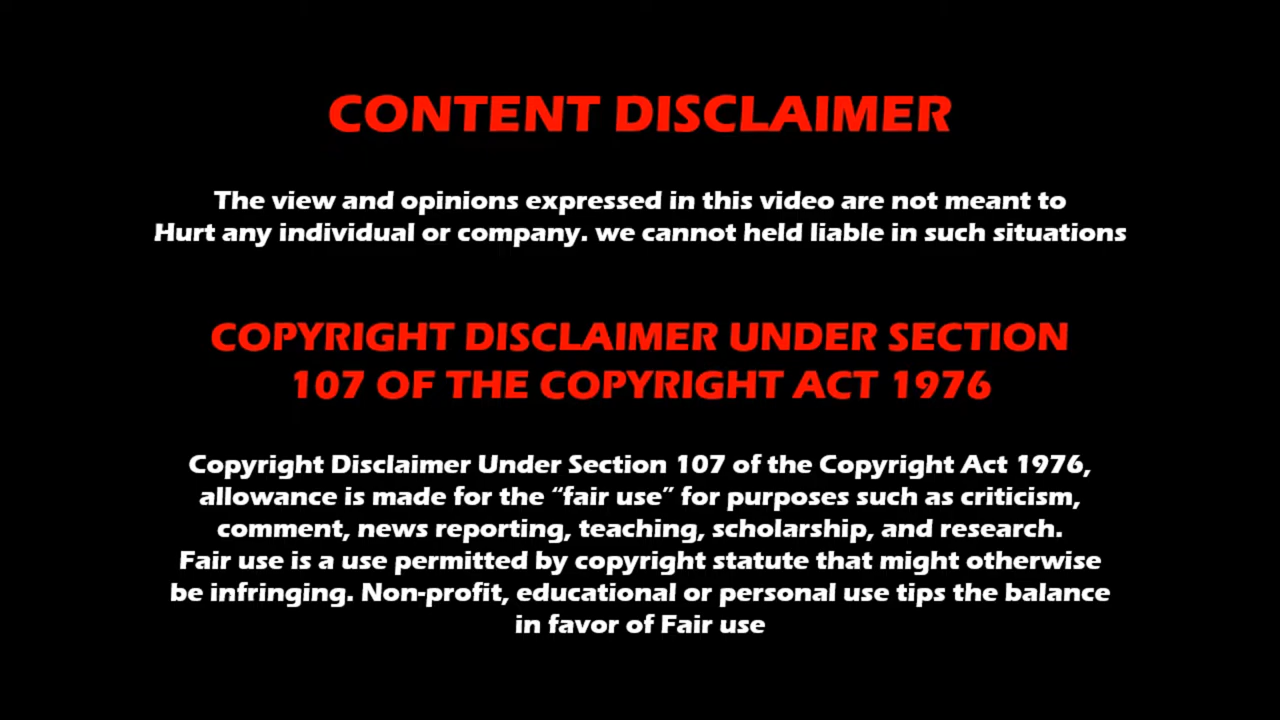 CONTENT DISCLAIMER
The view and opinions expressed in this video are not meant to
Hurt any individual or company. we cannot held liable in such situations
COPYRIGHT DISCLAIMER UNDER SECTION
107 OF THE COPYRIGHT ACT 1976
Copyright Disclaimer Under Section 107 of the Copyright Act 1976,
allowance is made for the “fair use” for purposes such as criticism,
comment, news reporting, teaching, scholarship, and research.
Fair use is a use permitted by copyright statute that might otherwise
be infringing. Non-profit, educational or personal use tips the balance
in favor of Fair use